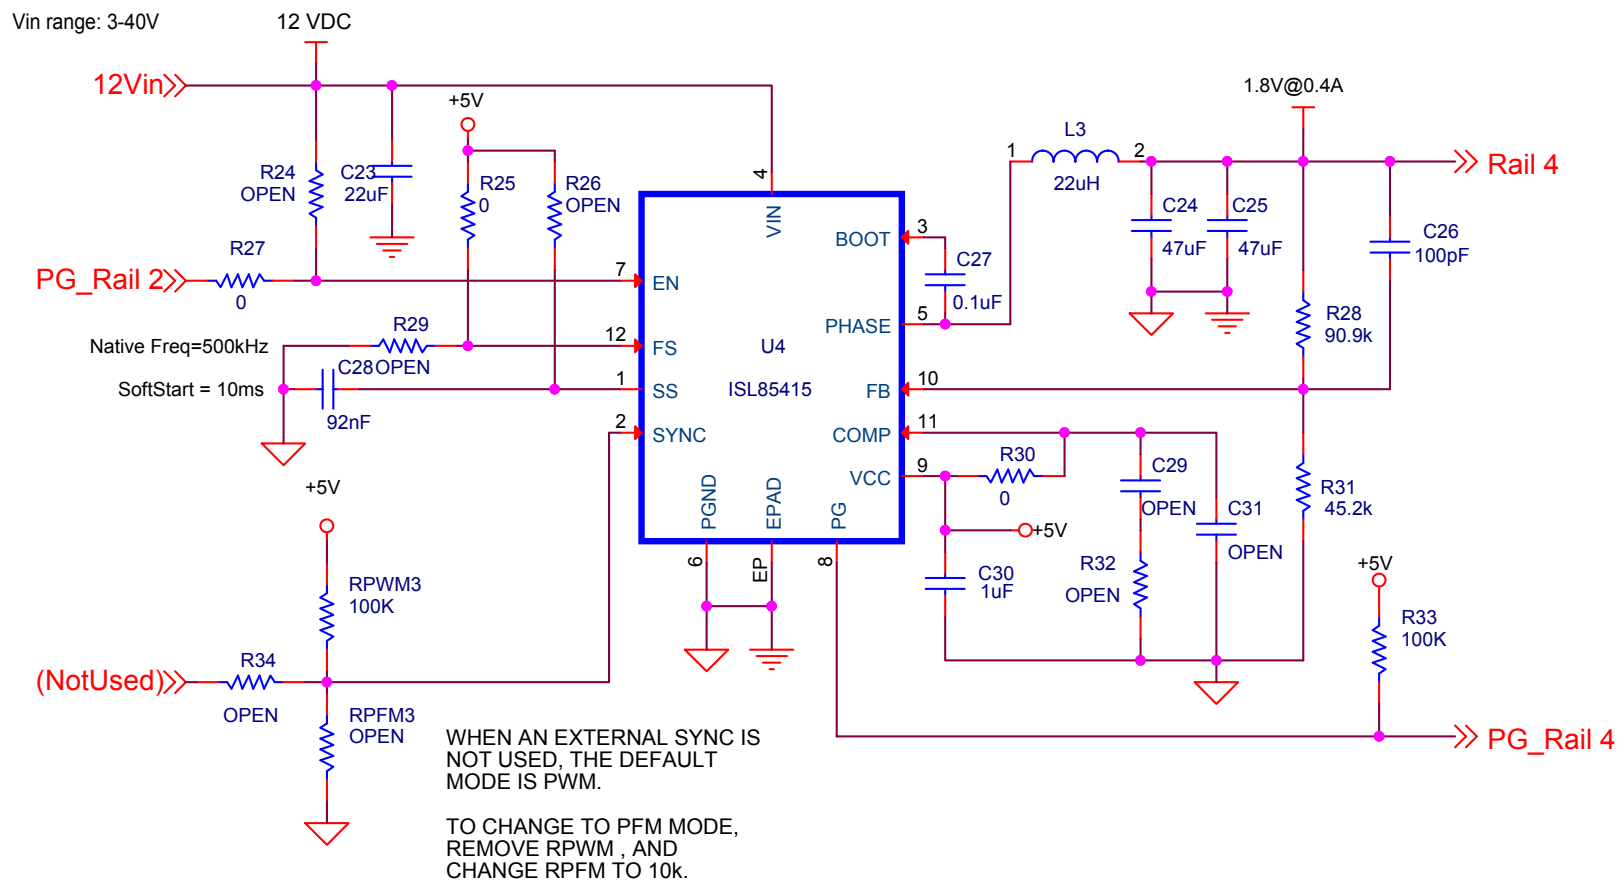 Vin range: 3-40V
12 VDC
12Vin
+5V
1.8V@0.4A
L3
1
2
22uH
Rail 4
R24
OPEN
C23
22uF
R25
0
R26
OPEN
4
VIN
3
BOOT
C27
0.1uF
C24
47uF
C25
47uF
C26
100pF
R27
0
PG_Rail 2
7
EN
5
PHASE
R28
90.9k
Native Freq=500kHz
R29
OPEN
12
FS
U4
ISL85415
SoftStart = 10ms
C28
92nF
1
SS
10
FB
2
SYNC
11
COMP
9
VCC
R30
0
C29
OPEN
C31
OPEN
R31
45.2k
PGND
EPAD
PG
6
EP
8
+5V
+5V
C30
1uF
R32
OPEN
+5V
R33
100K
RPWM3
100K
(NotUsed)
R34
OPEN
RPFM3
OPEN
PG_Rail 4
WHEN AN EXTERNAL SYNC IS
NOT USED, THE DEFAULT
MODE IS PWM.
TO CHANGE TO PFM MODE,
REMOVE RPWM , AND
CHANGE RPFM TO 10k.